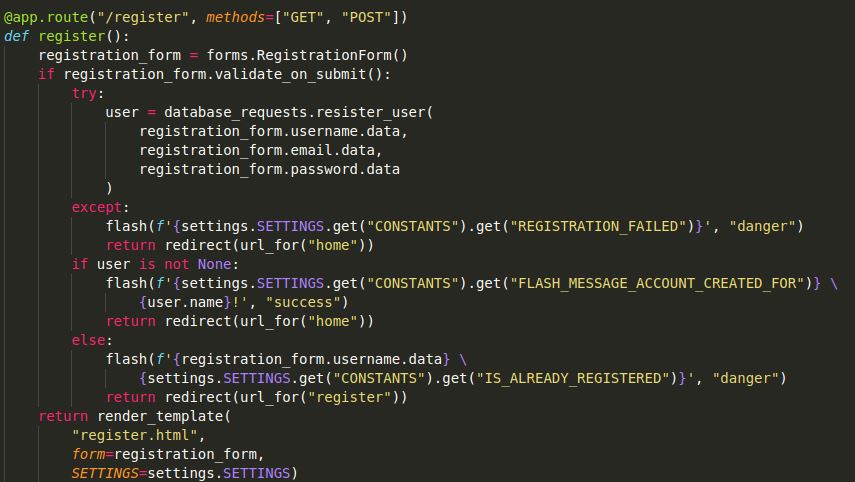 @app.route("/register", methods=["GET", "POST"])
def register():
    registration_form = forms.RegistrationForm()
    if registration_form.validate_on_submit():
        try:
            user = database_requests.resister_user(
                registration_form.username.data,
                registration_form.email.data,
                registration_form.password.data
            )
        except:
            flash(f'{settings.SETTINGS.get("CONSTANTS").get("REGISTRATION_FAILED")}', "danger")
            return redirect(url_for("home"))
        if user is not None:
            flash(f'{settings.SETTINGS.get("CONSTANTS").get("FLASH_MESSAGE_ACCOUNT_CREATED_FOR")} \
                {user.name}!', "success")
            return redirect(url_for("home"))
        else:
            flash(f'{registration_form.username.data} \
                {settings.SETTINGS.get("CONSTANTS").get("IS_ALREADY_REGISTERED")}', "danger")
            return redirect(url_for("register"))
    return render_template(
        "register.html",
        form=registration_form,
        SETTINGS=settings.SETTINGS)